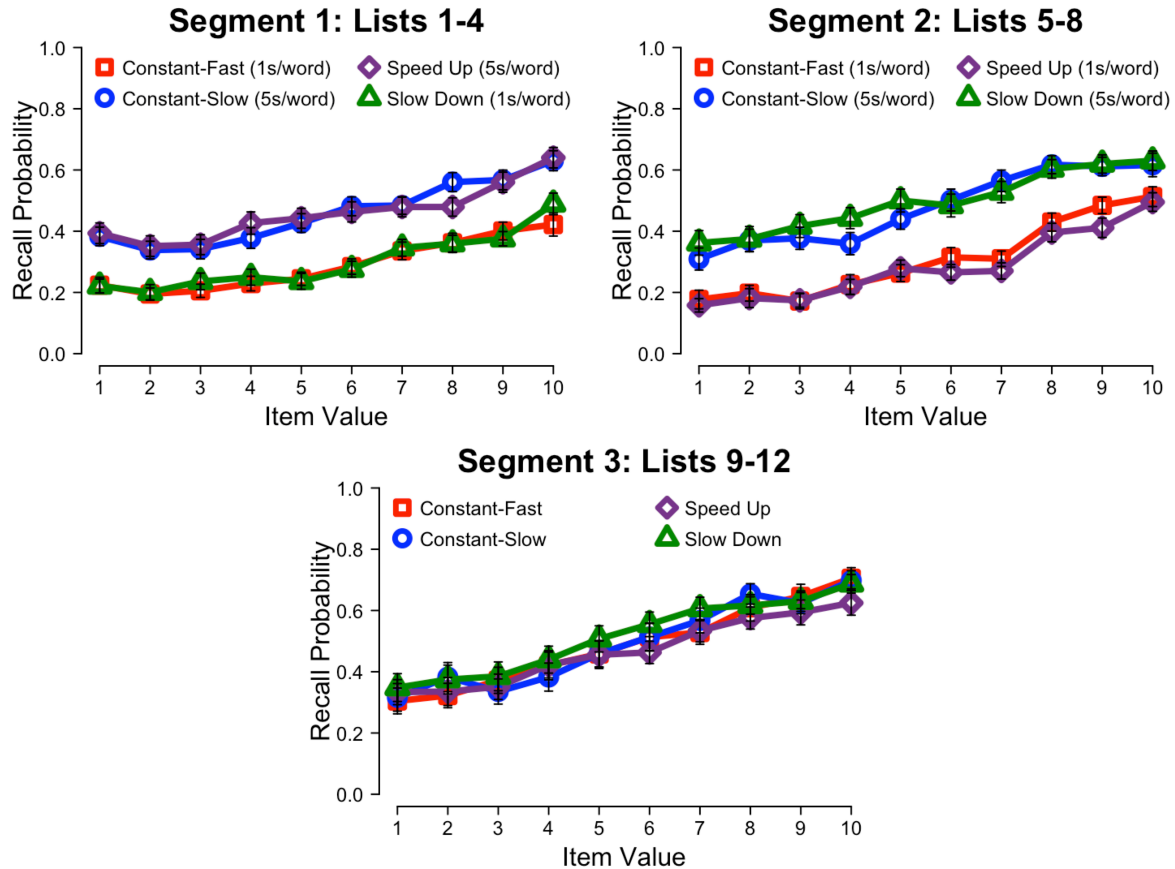 Segment 1: Lists 1-4
Recall Probability
1.0
0.8
0.6
0.4
0.2
0.0
Constant-Fast (1s/word)
Constant-Slow (5s/word)
Speed Up (5s/word)
Slow Down (1s/word)
1 2 3 4 5 6 7 8 9 10
Item Value
Segment 2: Lists 5-8
Recall Probability
1.0
0.8
0.6
0.4
0.2
0.0
Constant-Fast (1s/word)
Constant-Slow (5s/word)
Speed Up (1s/word)
Slow Down (5s/word)
1 2 3 4 5 6 7 8 9 10
Item Value
Segment 3: Lists 9-12
Recall Probability
1.0
0.8
0.6
0.4
0.2
0.0
Constant-Fast
Constant-Slow
Speed Up
Slow Down
1 2 3 4 5 6 7 8 9 10
Item Value